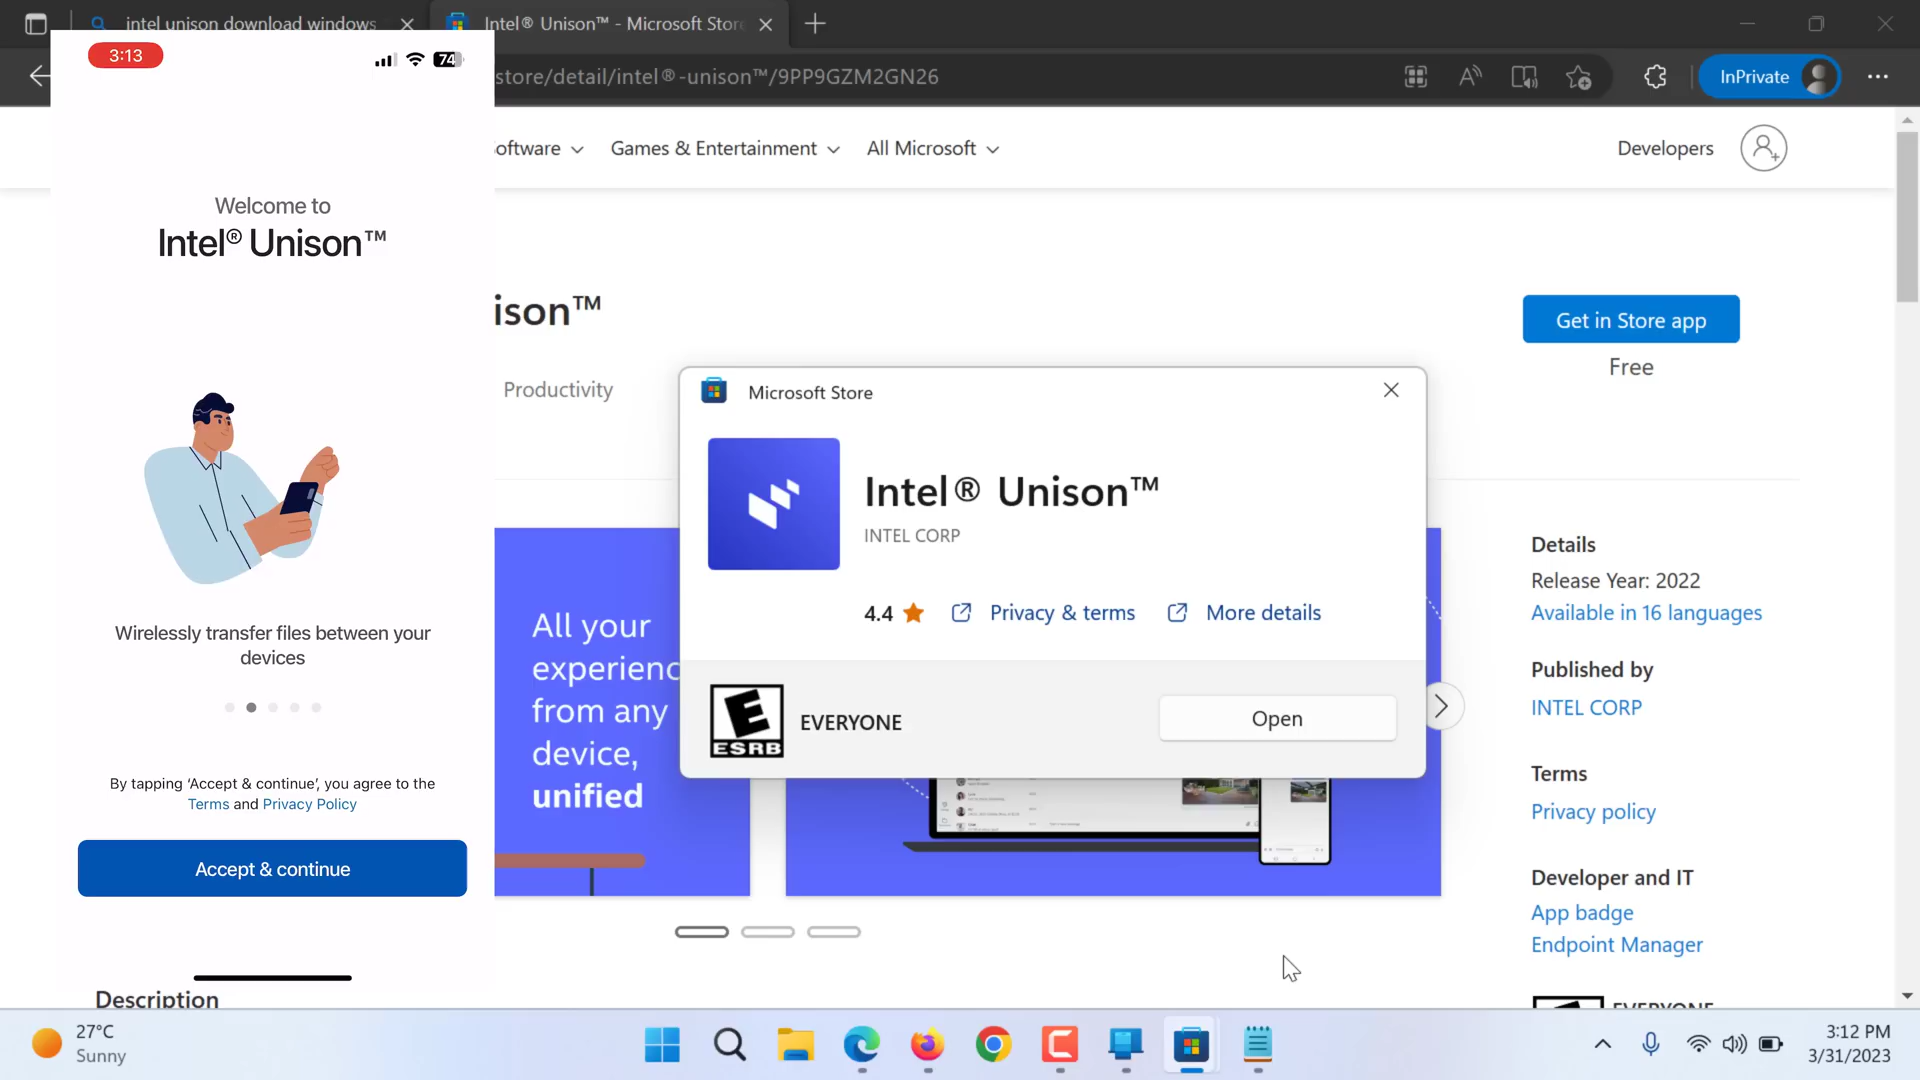 intel unison download windows
Intel® Unison™ - Microsoft Store
3:13
74
store/detail/intel®-unison™/9PP9GZM2GN26
InPrivate
oftware
Games & Entertainment
All Microsoft
Developers
Welcome to
Intel® Unison™
ison™
Productivity
Get in Store app
Free
Microsoft Store
Intel® Unison™
INTEL CORP
4.4
Privacy & terms
More details
ESRB
EVERYONE
Open
Wirelessly transfer files between your
devices
By tapping ‘Accept & continue’, you agree to the
Terms and Privacy Policy
Accept & continue
All your
experienc
from any
device,
unified
Details
Release Year: 2022
Available in 16 languages
Published by
INTEL CORP
Terms
Privacy policy
Developer and IT
App badge
Endpoint Manager
EVERYONE
Description
27°C
Sunny
3:12 PM
3/31/2023